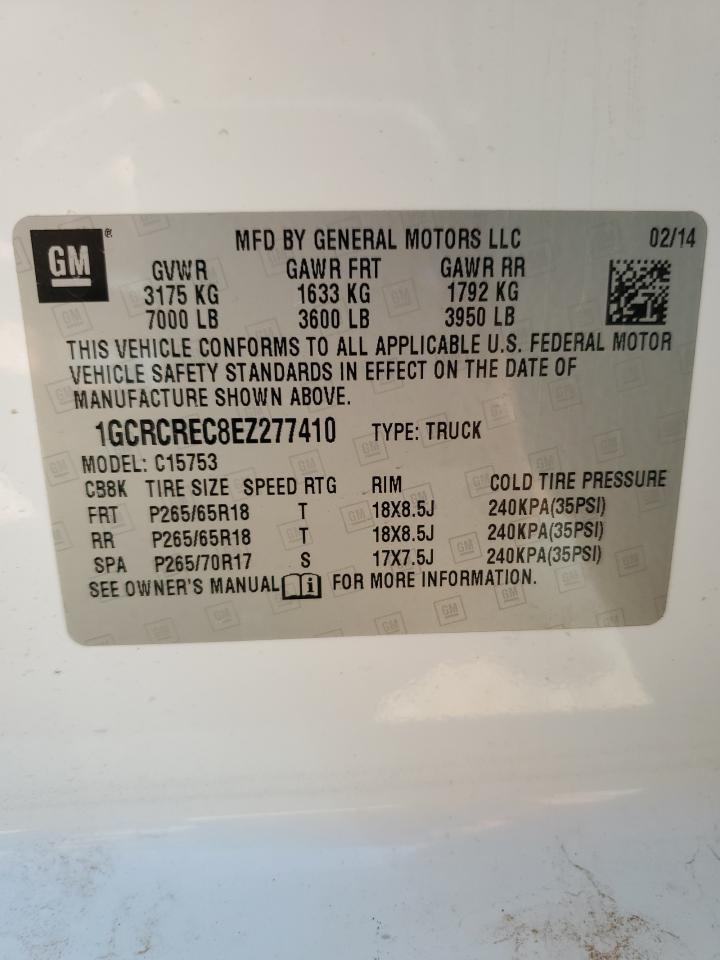 GM® MFD BY GENERAL MOTORS LLC 02/14
GVWR GAWR FRT GAWR RR
3175 KG 1633 KG 1792 KG
7000 LB 3600 LB 3950 LB
THIS VEHICLE CONFORMS TO ALL APPLICABLE U.S. FEDERAL MOTOR
VEHICLE SAFETY STANDARDS IN EFFECT ON THE DATE OF
MANUFACTURE SHOWN ABOVE.
1GCRCREC8EZ277410 TYPE: TRUCK
MODEL: C15753
CB8K TIRE SIZE SPEED RTG RIM COLD TIRE PRESSURE
FRT P265/65R18 T 18X8.5J 240KPA(35PSI)
RR P265/65R18 T 18X8.5J 240KPA(35PSI)
SPA P265/70R17 S 17X7.5J 240KPA(35PSI)
SEE OWNER'S MANUAL i FOR MORE INFORMATION.